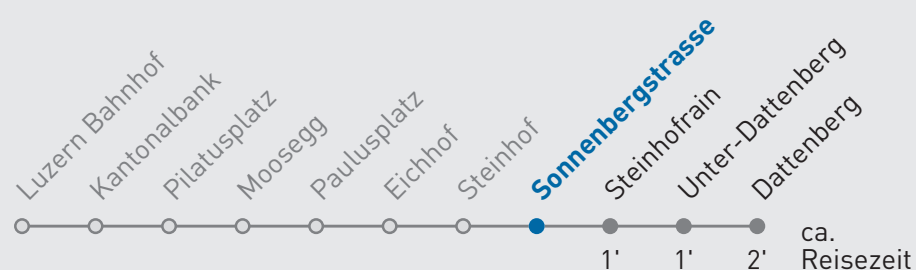 Luzern Bahnhof
Kantonalbank
Pilatusplatz
Moosegg
Paulusplatz
Eichhof
Steinhof
Sonnenbergstrasse
Steinhofrain
Unter-Dattenberg
Dattenberg
1' 1' 2' ca. Reisezeit